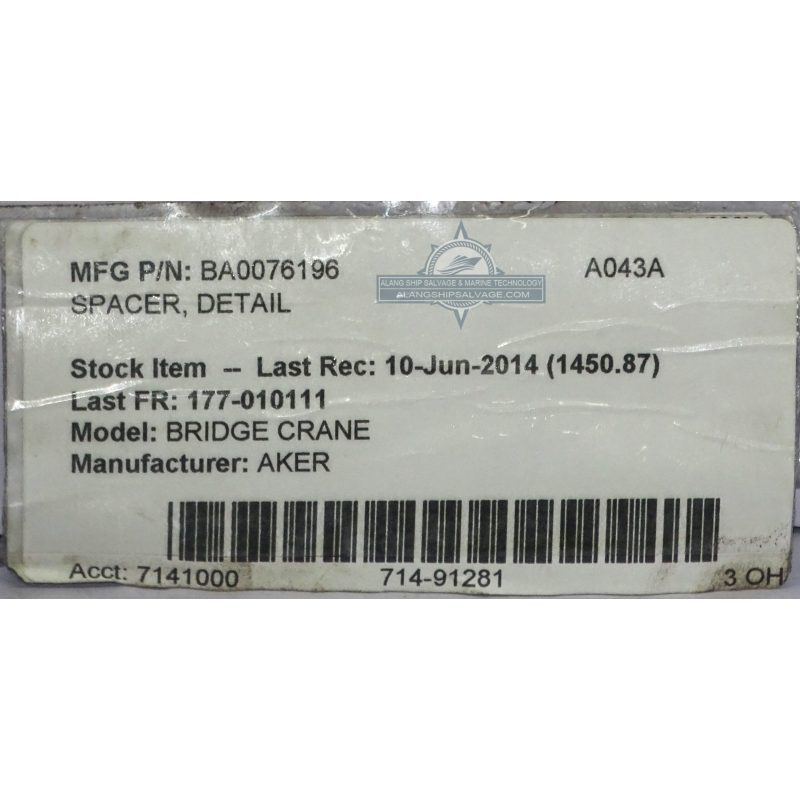 MFG P/N: BA0076196 A043A
ALANG SHIP SALVAGE & MARINE TECHNOLOGY
ALANGSHIPSALVAGE.COM
SPACER, DETAIL
Stock Item -- Last Rec: 10-Jun-2014 (1450.87)
Last FR: 177-010111
Model: BRIDGE CRANE
Manufacturer: AKER
Acct: 7141000 714-91281 3 OH